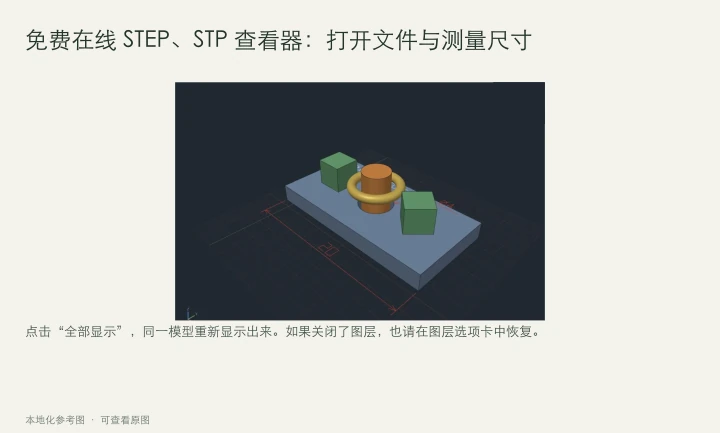 免费在线 STEP、STP 查看器：打开文件与测量尺寸
20
点击“全部显示”，同一模型重新显示出来。如果关闭了图层，也请在图层选项卡中恢复。
本地化参考图 · 可查看原图